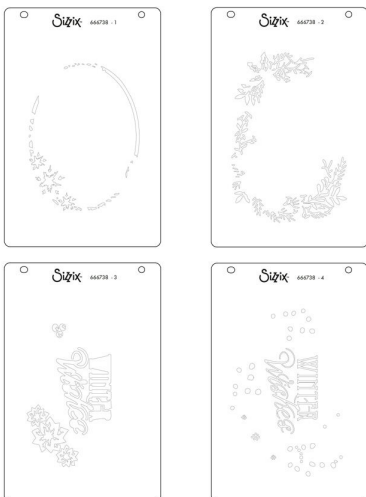 Sizzix 666738 - 1
Sizzix 666738 - 2
Sizzix 666738 - 3
WINTER
Wishes
Sizzix 666738 - 4
WINTER
Wishes